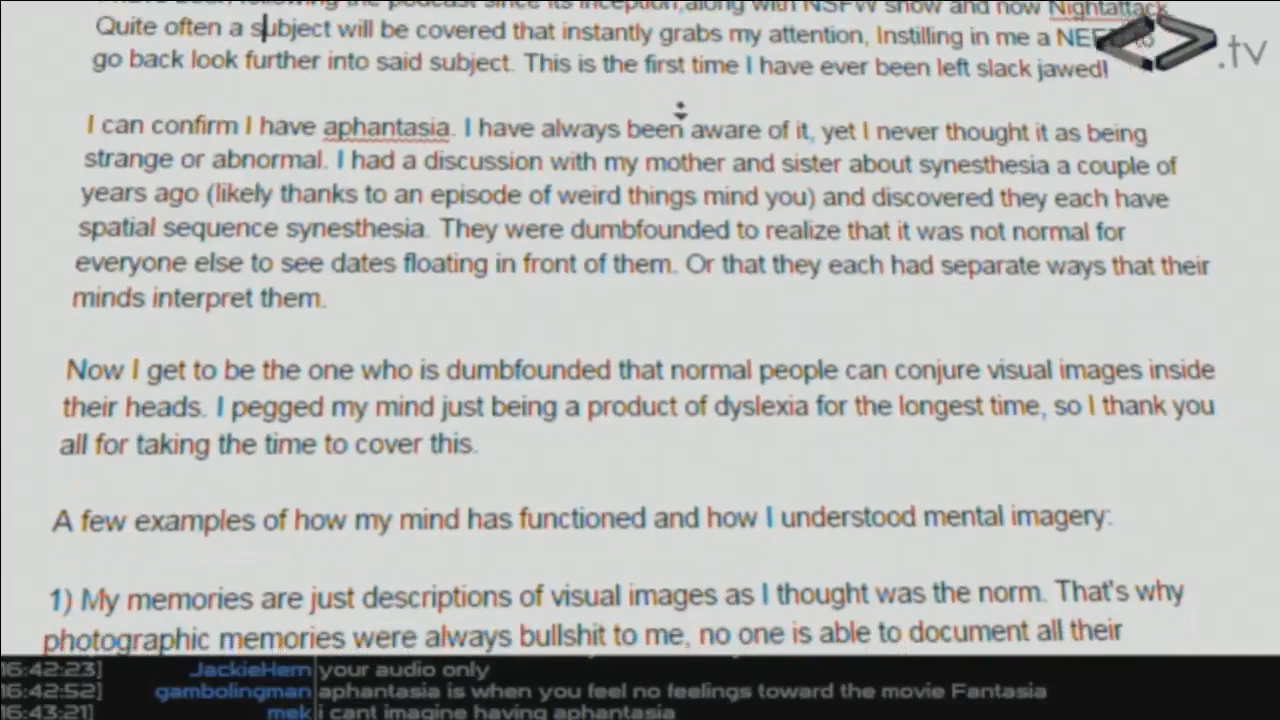 the podcast since its inception,along with NSFW show and now Nightattack
Quite often a subject will be covered that instantly grabs my attention, Instilling in me a
go back look further into said subject. This is the first time I have ever been left slack jawed!
.tv
I can confirm I have aphantasia. I have always been aware of it, yet I never thought it as being
strange or abnormal. I had a discussion with my mother and sister about synesthesia a couple of
years ago (likely thanks to an episode of weird things mind you) and discovered they each have
spatial sequence synesthesia. They were dumbfounded to realize that it was not normal for
everyone else to see dates floating in front of them. Or that they each had separate ways that their
minds interpret them.
Now I get to be the one who is dumbfounded that normal people can conjure visual images inside
their heads. I pegged my mind just being a product of dyslexia for the longest time, so I thank you
all for taking the time to cover this.
A few examples of how my mind has functioned and how I understood mental imagery:
1) My memories are just descriptions of visual images as I thought was the norm. That's why
photographic memories were always bullshit to me, no one is able to document all their
16:42:23] JackieHern your audio only
16:42:52] gambolingman aphantasia is when you feel no feelings toward the movie Fantasia
16:43:21] mek i cant imagine having aphantasia